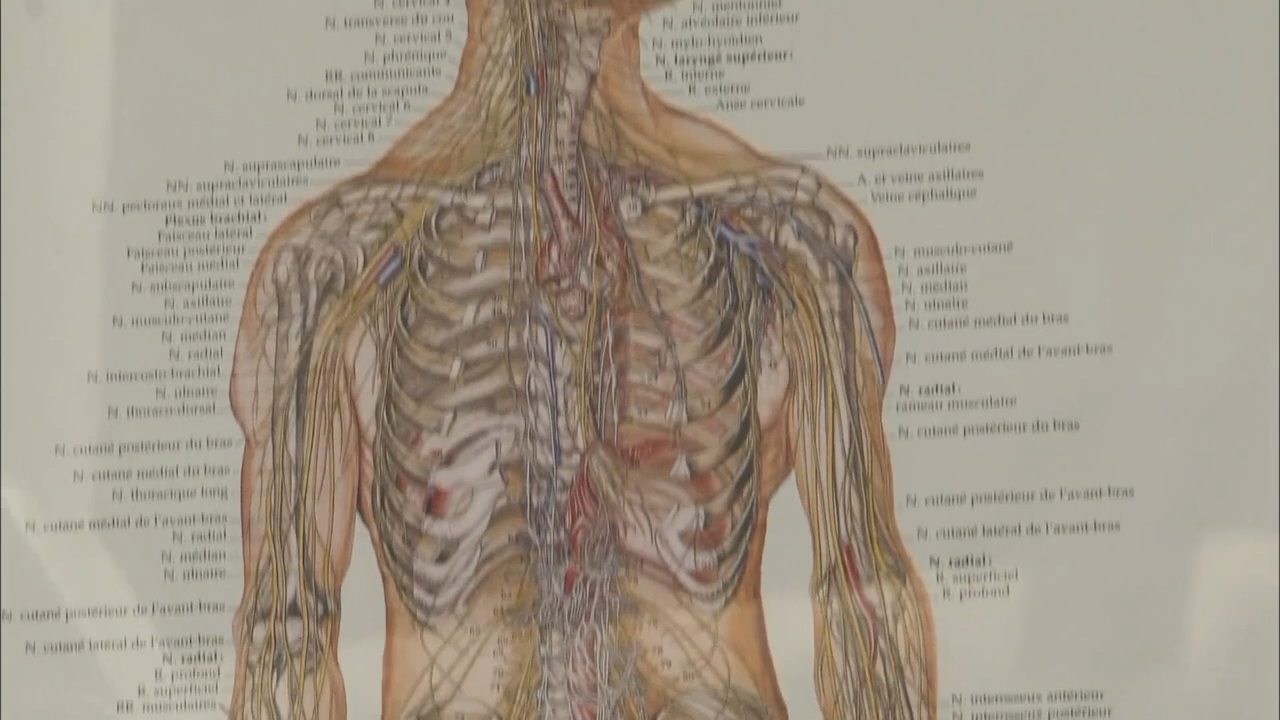 N. transverse du cou
N. cervical 5
N. phrénique
RR. communicants
N. dorsal de la scapula
N. cervical 6
N. cervical 7
N. cervical 8
N. suprascapulaire
NN. supraclaviculaires
NN. pectoraux médial et latéral
Plexus brachial:
Faisceau latéral
Faisceau postérieur
Faisceau médial
N. subscapulaire
N. axillaire
N. musculo-cutané
N. médian
N. radial
N. intercosto-brachial
N. ulnaire
N. thoraco-dorsal
N. cutané postérieur du bras
N. cutané médial du bras
N. thoracique long
N. cutané médial de l'avant-bras
N. radial
N. médian
N. ulnaire
N. cutané postérieur de l'avant-bras
N. cutané latéral de l'avant-bras
N. radial:
R. profond
R. superficiel
RR. musculaires
N. mentonnier
N. alvéolaire inférieur
N. mylo-hyoïdien
N. laryngé supérieur:
R. interne
R. externe
Anse cervicale
NN. supraclaviculaires
A. et veine axillaires
Veine céphalique
N. musculo-cutané
N. axillaire
N. médian
N. ulnaire
N. cutané médial du bras
N. cutané médial de l'avant-bras
N. radial:
rameau musculaire
N. cutané postérieur du bras
N. cutané postérieur de l'avant-bras
N. cutané latéral de l'avant-bras
N. radial:
R. superficiel
R. profond
N. interosseux antérieur
N. interosseux postérieur